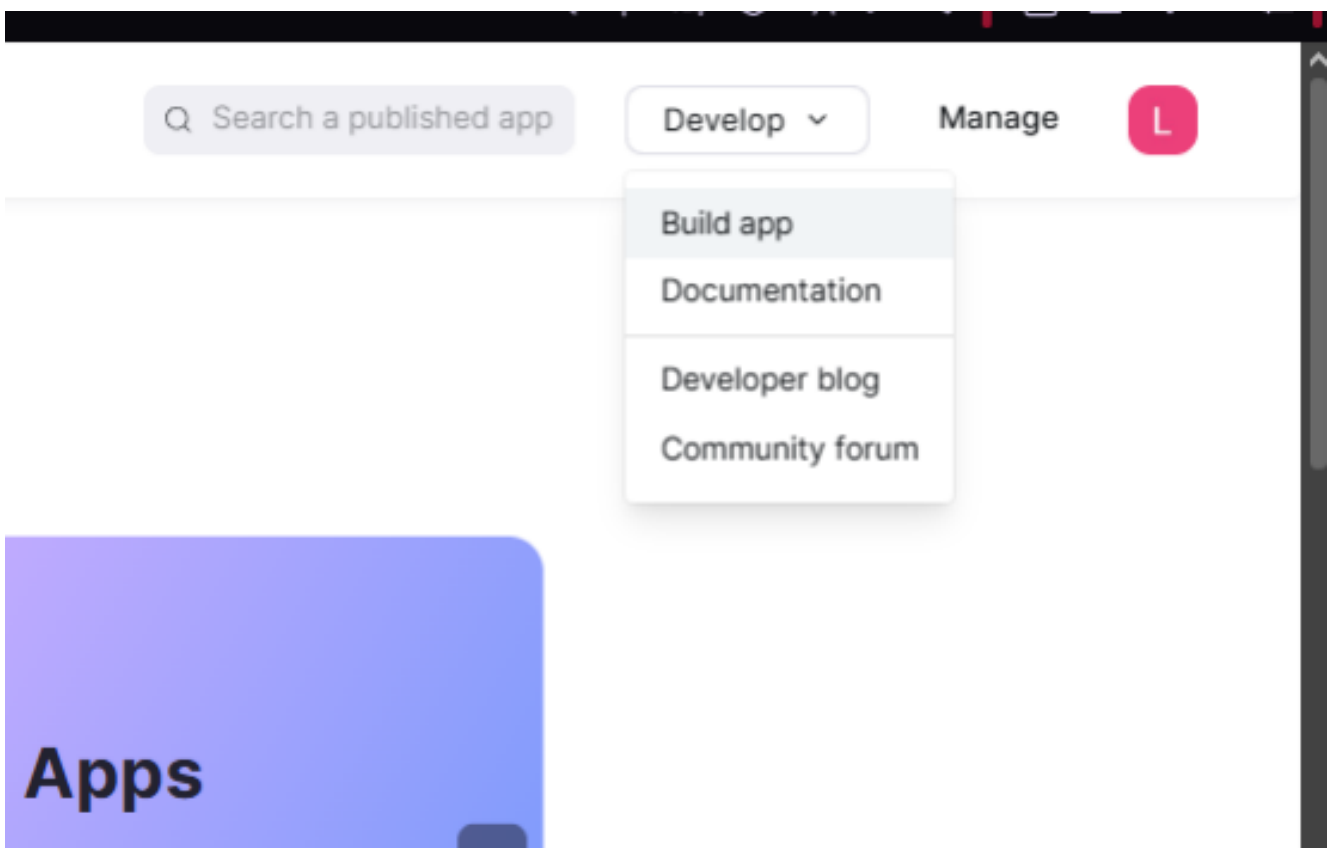 Search a published app
Develop
Manage
L
Build app
Documentation
Developer blog
Community forum
Apps